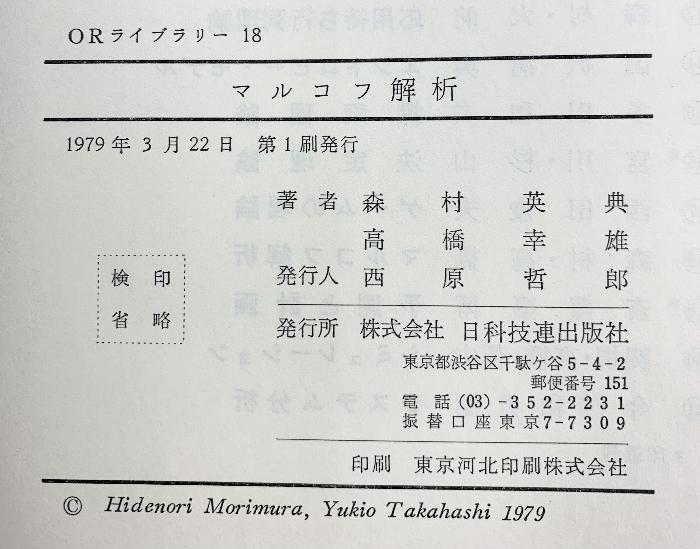 ORライブラリー 18
マルコフ解析
1979年3月22日 第1刷発行
著者 森村英典
高橋幸雄
発行人 西原哲郎
検印
省略
発行所 株式会社 日科技連出版社
東京都渋谷区千駄ケ谷5-4-2
郵便番号 151
電話(03)-352-2231
振替口座東京7-7309
印刷 東京河北印刷株式会社
© Hidenori Morimura, Yukio Takahashi 1979